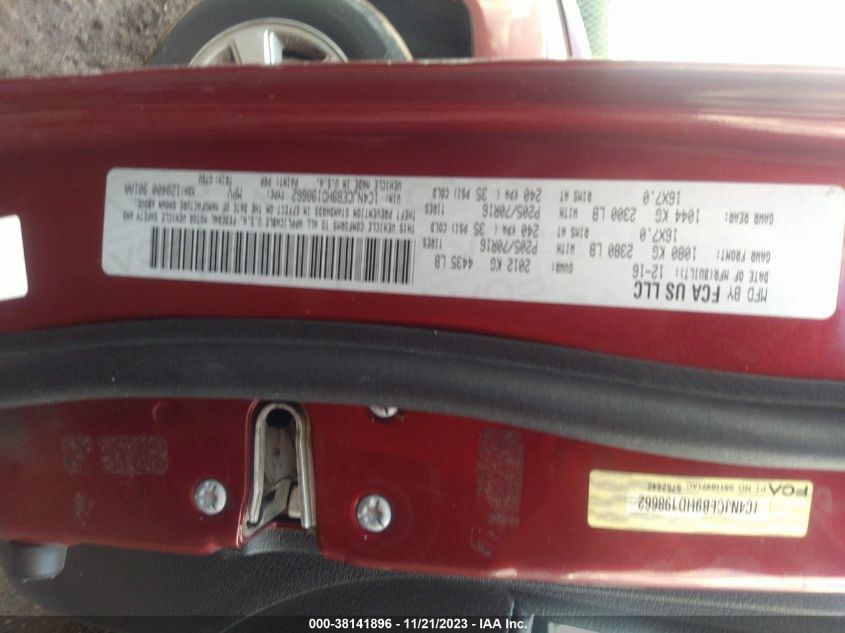 MFD BY FCA US LLC
DATE OF MFR(BUILT): 12-16
GVWR: 2012 KG 4435 LB
GAWR FRONT: 1080 KG 2380 LB WITH P205/70R16 TIRES
16X7.0 RIMS AT 240 KPA ( 35 PSI) COLD
GAWR REAR: 1044 KG 2300 LB WITH P205/70R16 TIRES
16X7.0 RIMS AT 240 KPA ( 35 PSI) COLD
THIS VEHICLE CONFORMS TO ALL APPLICABLE U.S.A. FEDERAL MOTOR VEHICLE SAFETY AND
THEFT PREVENTION STANDARDS IN EFFECT ON THE DATE OF MANUFACTURE SHOWN ABOVE.
VIN: 1C4NJCEB9HD198662 TYPE: MPV MDH:120400 301AA
VEHICLE MADE IN U.S.A. PAINT: TRIM:
FCA
1C4NJCEB9HD198662
000-38141896 - 11/21/2023 - IAA Inc.